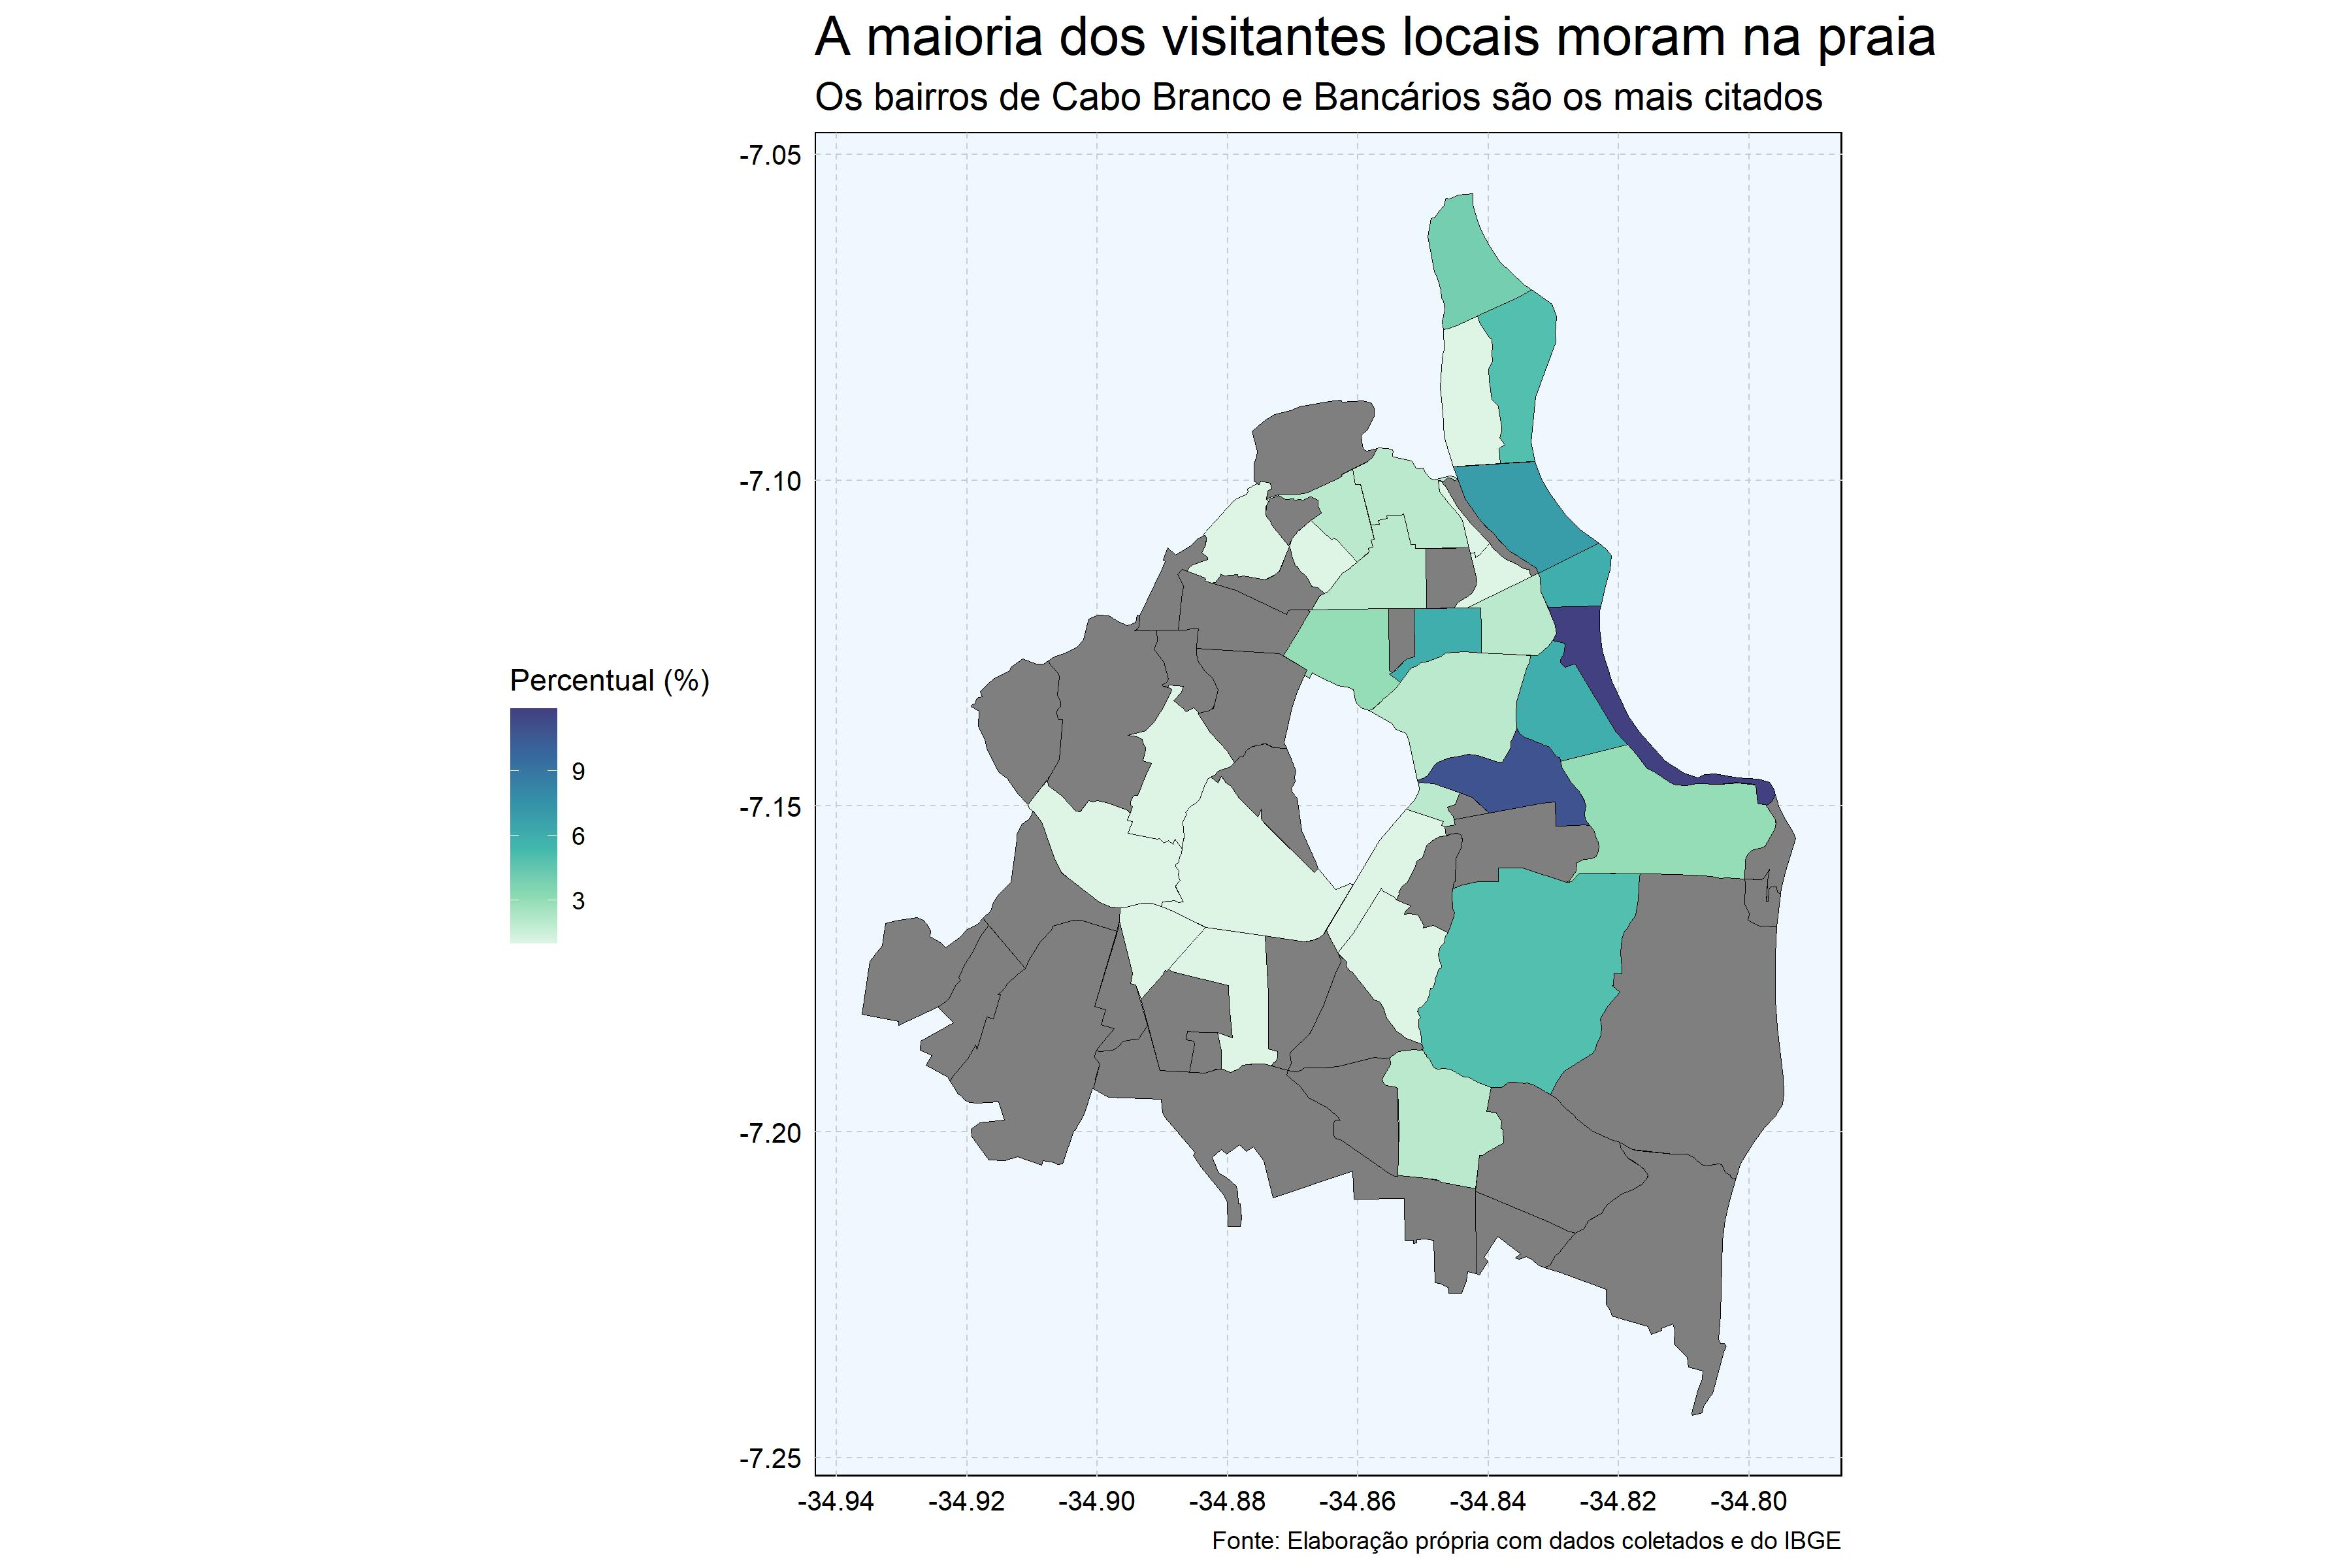 A maioria dos visitantes locais moram na praia
Os bairros de Cabo Branco e Bancários são os mais citados
-7.05
-7.10
-7.15
-7.20
-7.25
Percentual (%)
9
6
3
-34.94 -34.92 -34.90 -34.88 -34.86 -34.84 -34.82 -34.80
Fonte: Elaboração própria com dados coletados e do IBGE